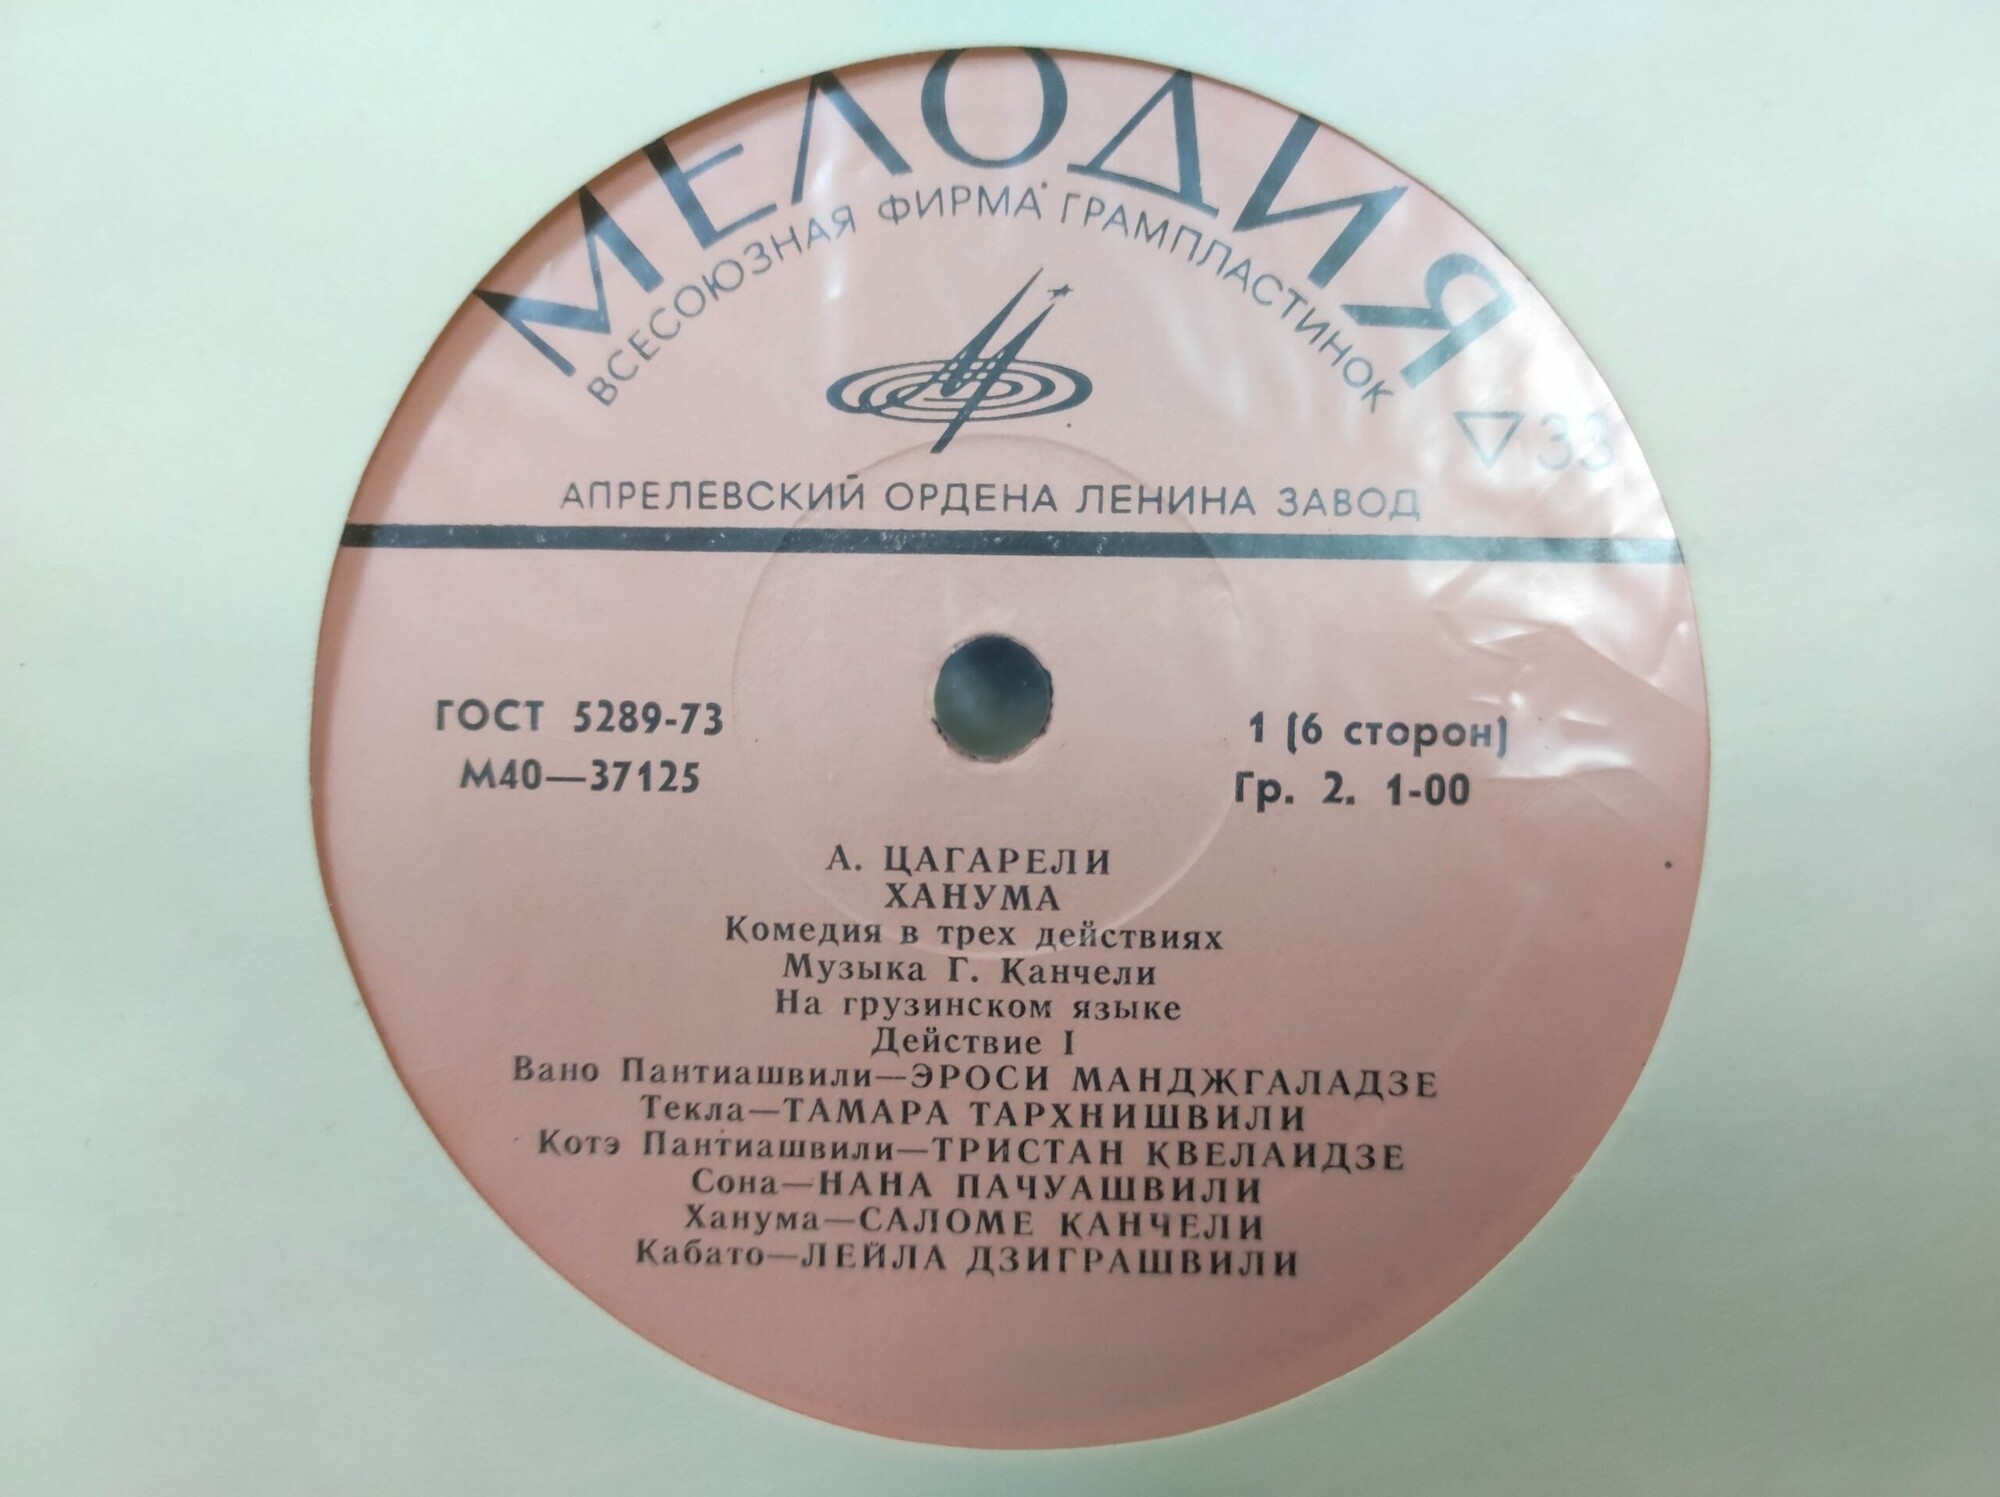 МЕЛОДИЯ
ВСЕСОЮЗНАЯ ФИРМА ГРАМПЛАСТИНОК
▽33
АПРЕЛЕВСКИЙ ОРДЕНА ЛЕНИНА ЗАВОД
ГОСТ 5289-73
М40—37125
1 (6 сторон)
Гр. 2. 1-00
А. ЦАГАРЕЛИ
ХАНУМА
Комедия в трех действиях
Музыка Г. Канчели
На грузинском языке
Действие I
Вано Пантиашвили—ЭРОСИ МАНДЖГАЛАДЗЕ
Текла—ТАМАРА ТАРХНИШВИЛИ
Котэ Пантиашвили—ТРИСТАН КВЕЛАИДЗЕ
Сона—НАНА ПАЧУАШВИЛИ
Ханума—САЛОМЕ КАНЧЕЛИ
Кабато—ЛЕЙЛА ДЗИГРАШВИЛИ